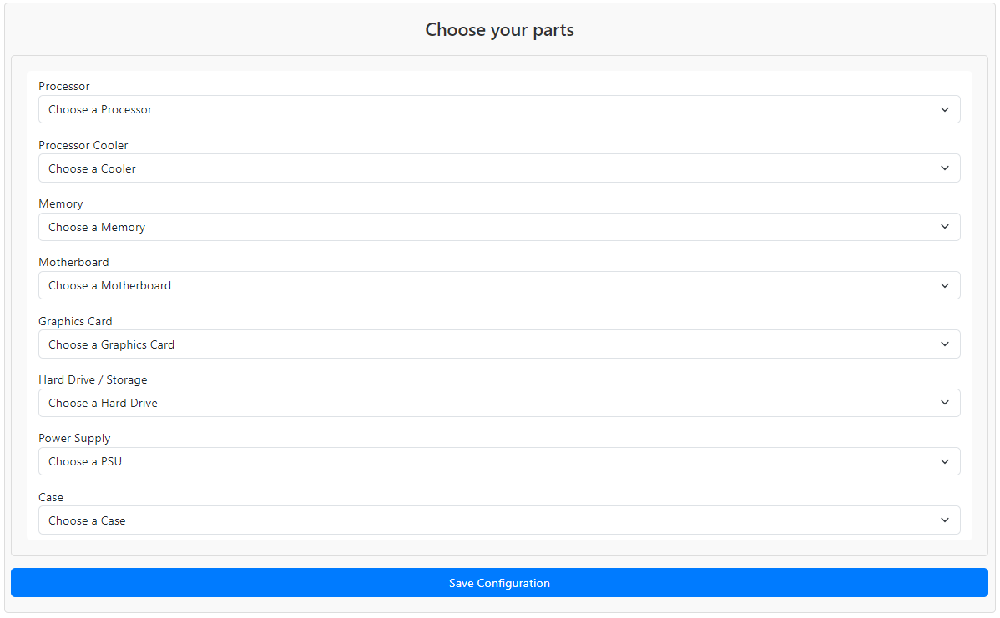 Choose your parts
Processor
Choose a Processor
Processor Cooler
Choose a Cooler
Memory
Choose a Memory
Motherboard
Choose a Motherboard
Graphics Card
Choose a Graphics Card
Hard Drive / Storage
Choose a Hard Drive
Power Supply
Choose a PSU
Case
Choose a Case
Save Configuration